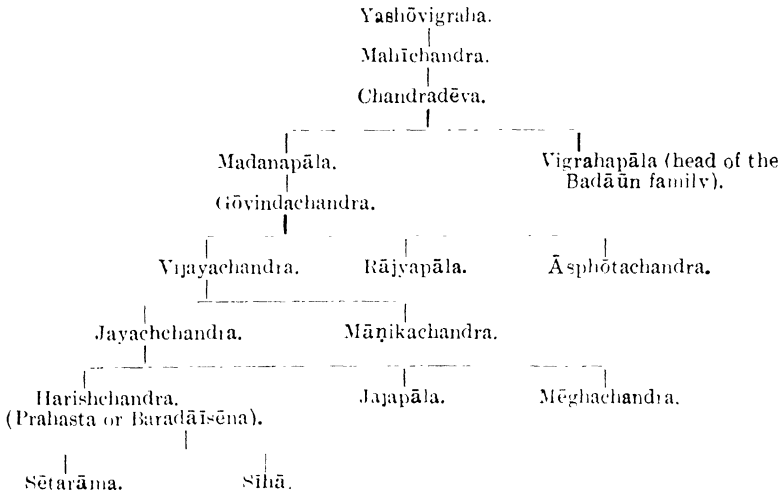 Yashōvigraha.
Mahīchandra.
Chandradēva.
Madanapāla. Vigrahapāla (head of the
Badāūn family).
Gōvindachandra.
Vijayachandra. Rājyapāla. Āsphōtachandra.
Jayachchandra. Māṇikachandra.
Harishchandra. Jajapāla. Mēghachandra.
(Prahasta or Baradāīsēna).
Sētarāma. Sīhā.